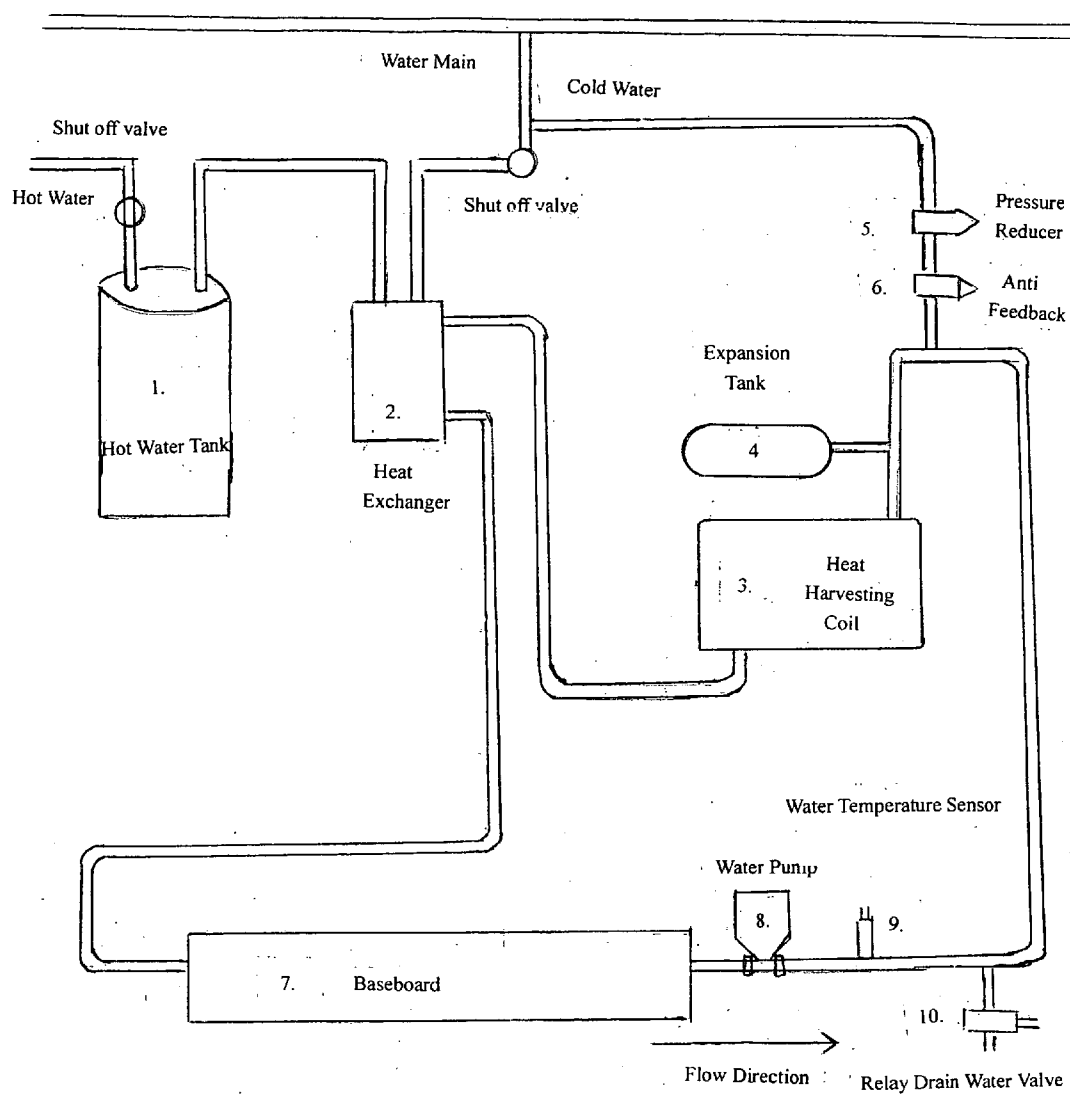 Water Main
Cold Water
Shut off valve
Hot Water
Shut off valve
5.
Pressure
Reducer
6.
Anti
Feedback
Expansion
Tank
1.
Hot Water Tank
2.
Heat
Exchanger
4
3.
Heat
Harvesting
Coil
Water Temperature Sensor
Water Pump
8.
9.
7.
Baseboard
10.
Flow Direction
Relay Drain Water Valve